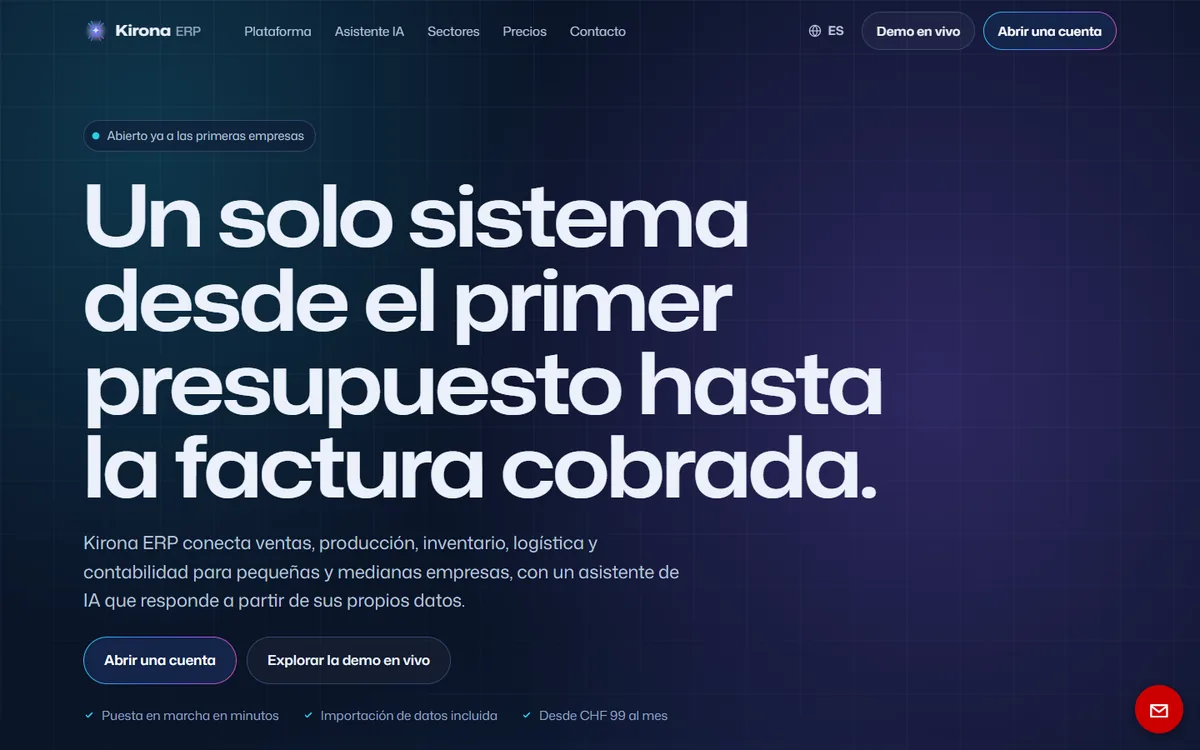 Kirona ERP
Plataforma
Asistente IA
Sectores
Precios
Contacto
ES
Demo en vivo
Abrir una cuenta
Abierto ya a las primeras empresas
Un solo sistema
desde el primer
presupuesto hasta
la factura cobrada.
Kirona ERP conecta ventas, producción, inventario, logística y
contabilidad para pequeñas y medianas empresas, con un asistente de
IA que responde a partir de sus propios datos.
Abrir una cuenta
Explorar la demo en vivo
Puesta en marcha en minutos
Importación de datos incluida
Desde CHF 99 al mes